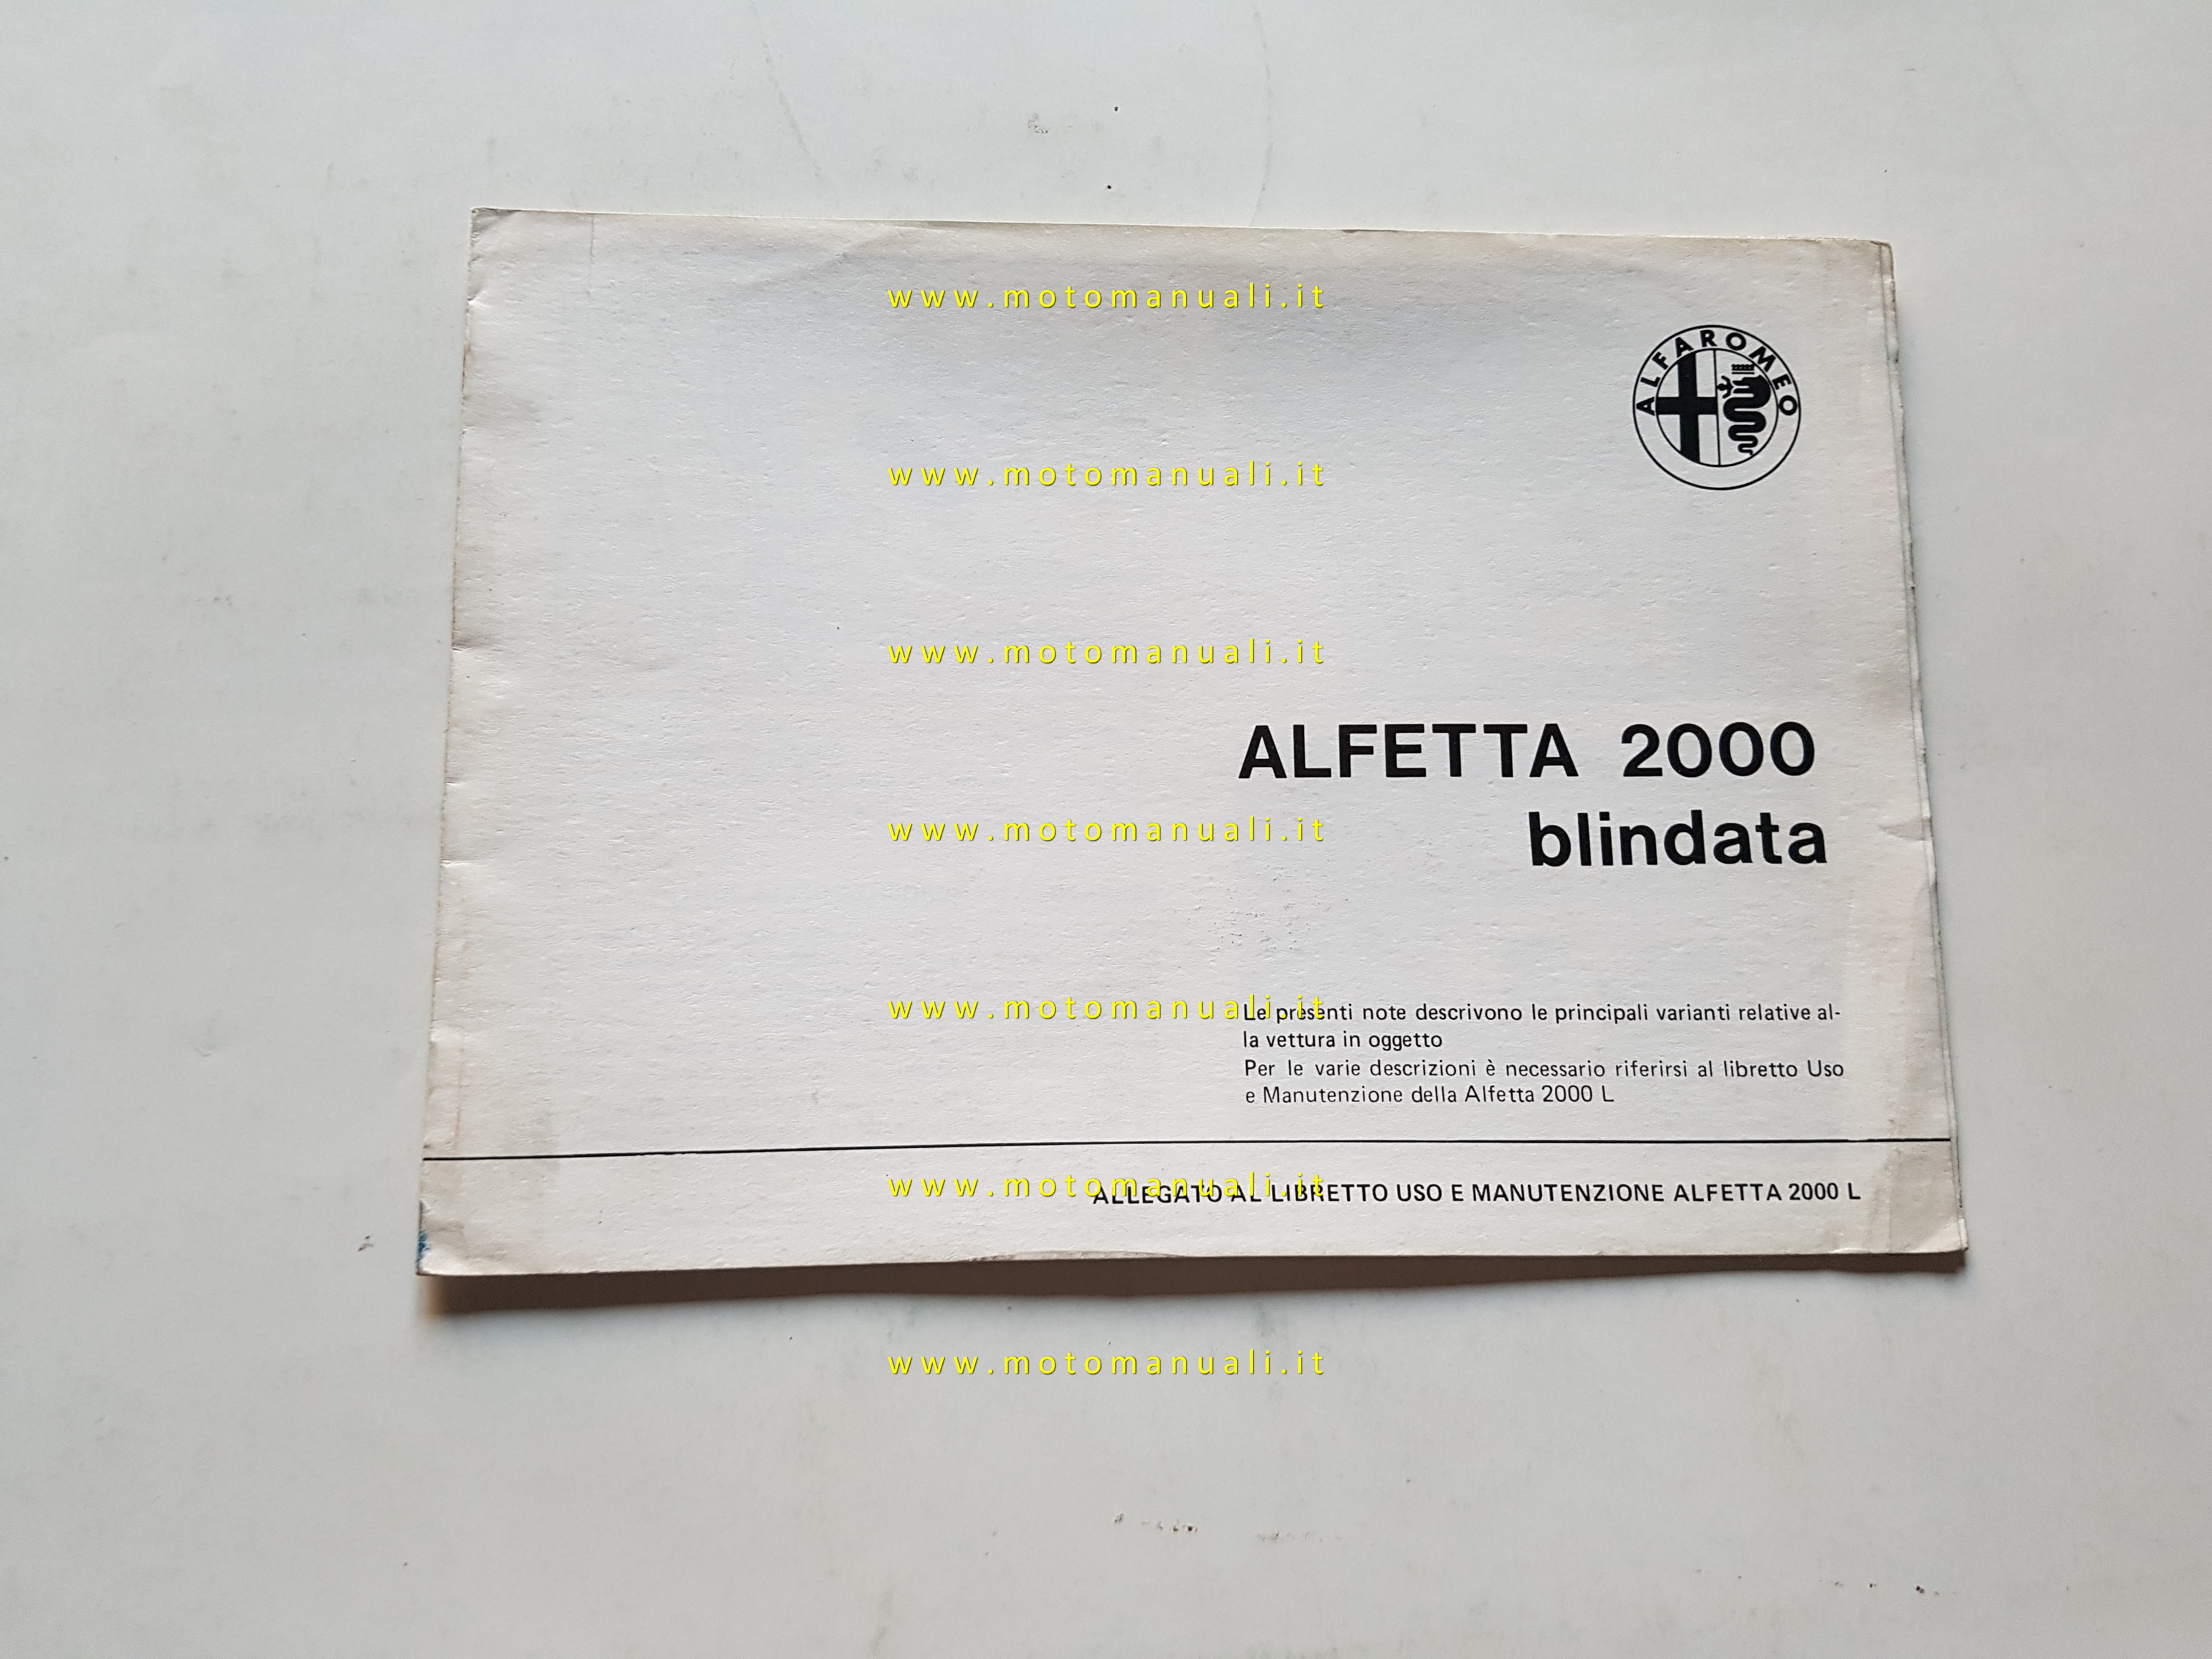 www.motomanuali.it
ALFAROMEO
www.motomanuali.it
www.motomanuali.it
ALFETTA 2000
blindata
www.motomanuali.it
www.motomanuali.it
Le presenti note descrivono le principali varianti relative al-
la vettura in oggetto
Per le varie descrizioni è necessario riferirsi al libretto Uso
e Manutenzione della Alfetta 2000 L
www.motomanuali.it
ALLEGATO AL LIBRETTO USO E MANUTENZIONE ALFETTA 2000 L
www.motomanuali.it